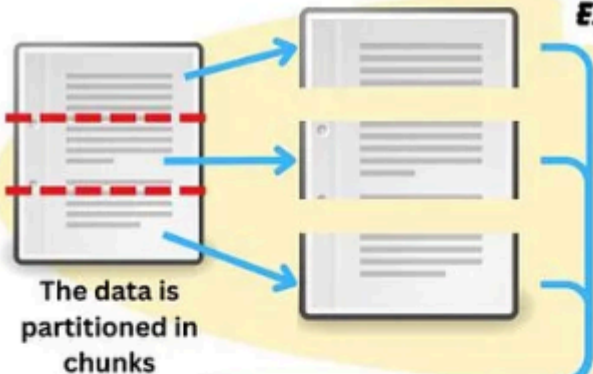 The data is
partitioned in
chunks